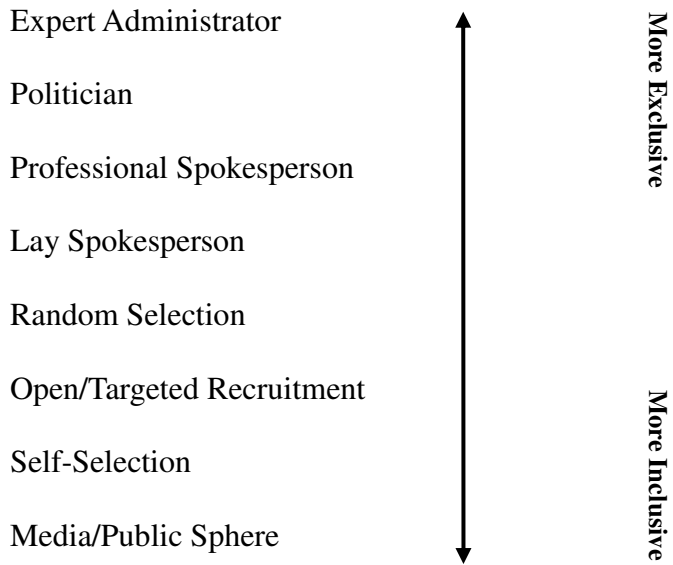 Expert Administrator
Politician
Professional Spokesperson
Lay Spokesperson
Random Selection
Open/Targeted Recruitment
Self-Selection
Media/Public Sphere
More Exclusive
More Inclusive